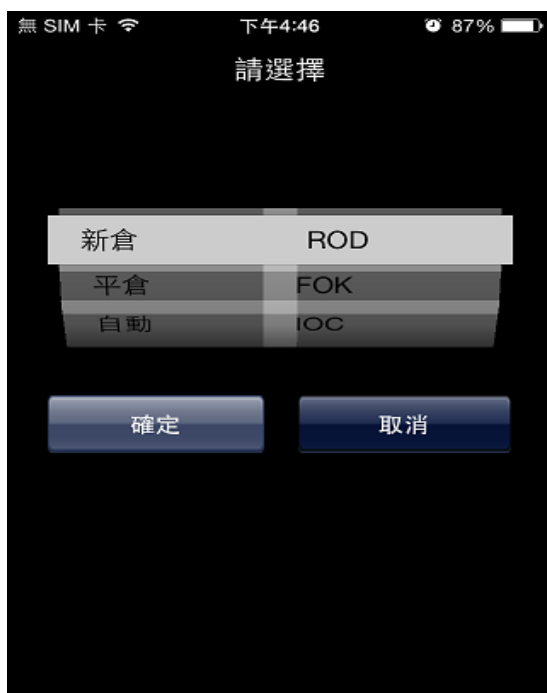 無 SIM 卡 下午4:46 87%
請選擇
新倉 ROD
平倉 FOK
自動 IOC
確定 取消